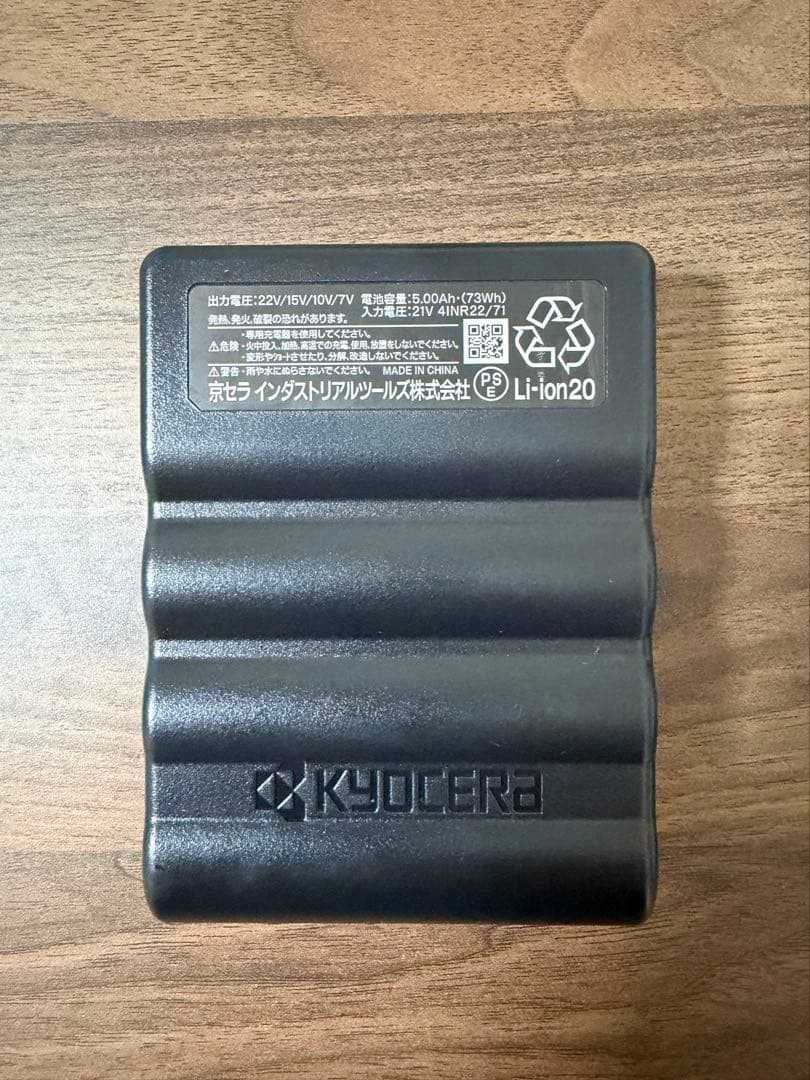 出力電圧:22V/15V/10V/7V 電池容量:5.00Ah・(73Wh)
発熱、発火、破裂の恐れがあります。 入力電圧:21V 4INR22/71
⚠危険・専用充電器を使用してください。
・火中投入、加熱、高温での充電、使用、放置をしないでください。
・変形やショートさせたり、分解、改造しないでください。
⚠警告・雨や水にぬらさないでください。 MADE IN CHINA
京セラ インダストリアルツールズ株式会社 PSE Li-ion20
KYOCERA